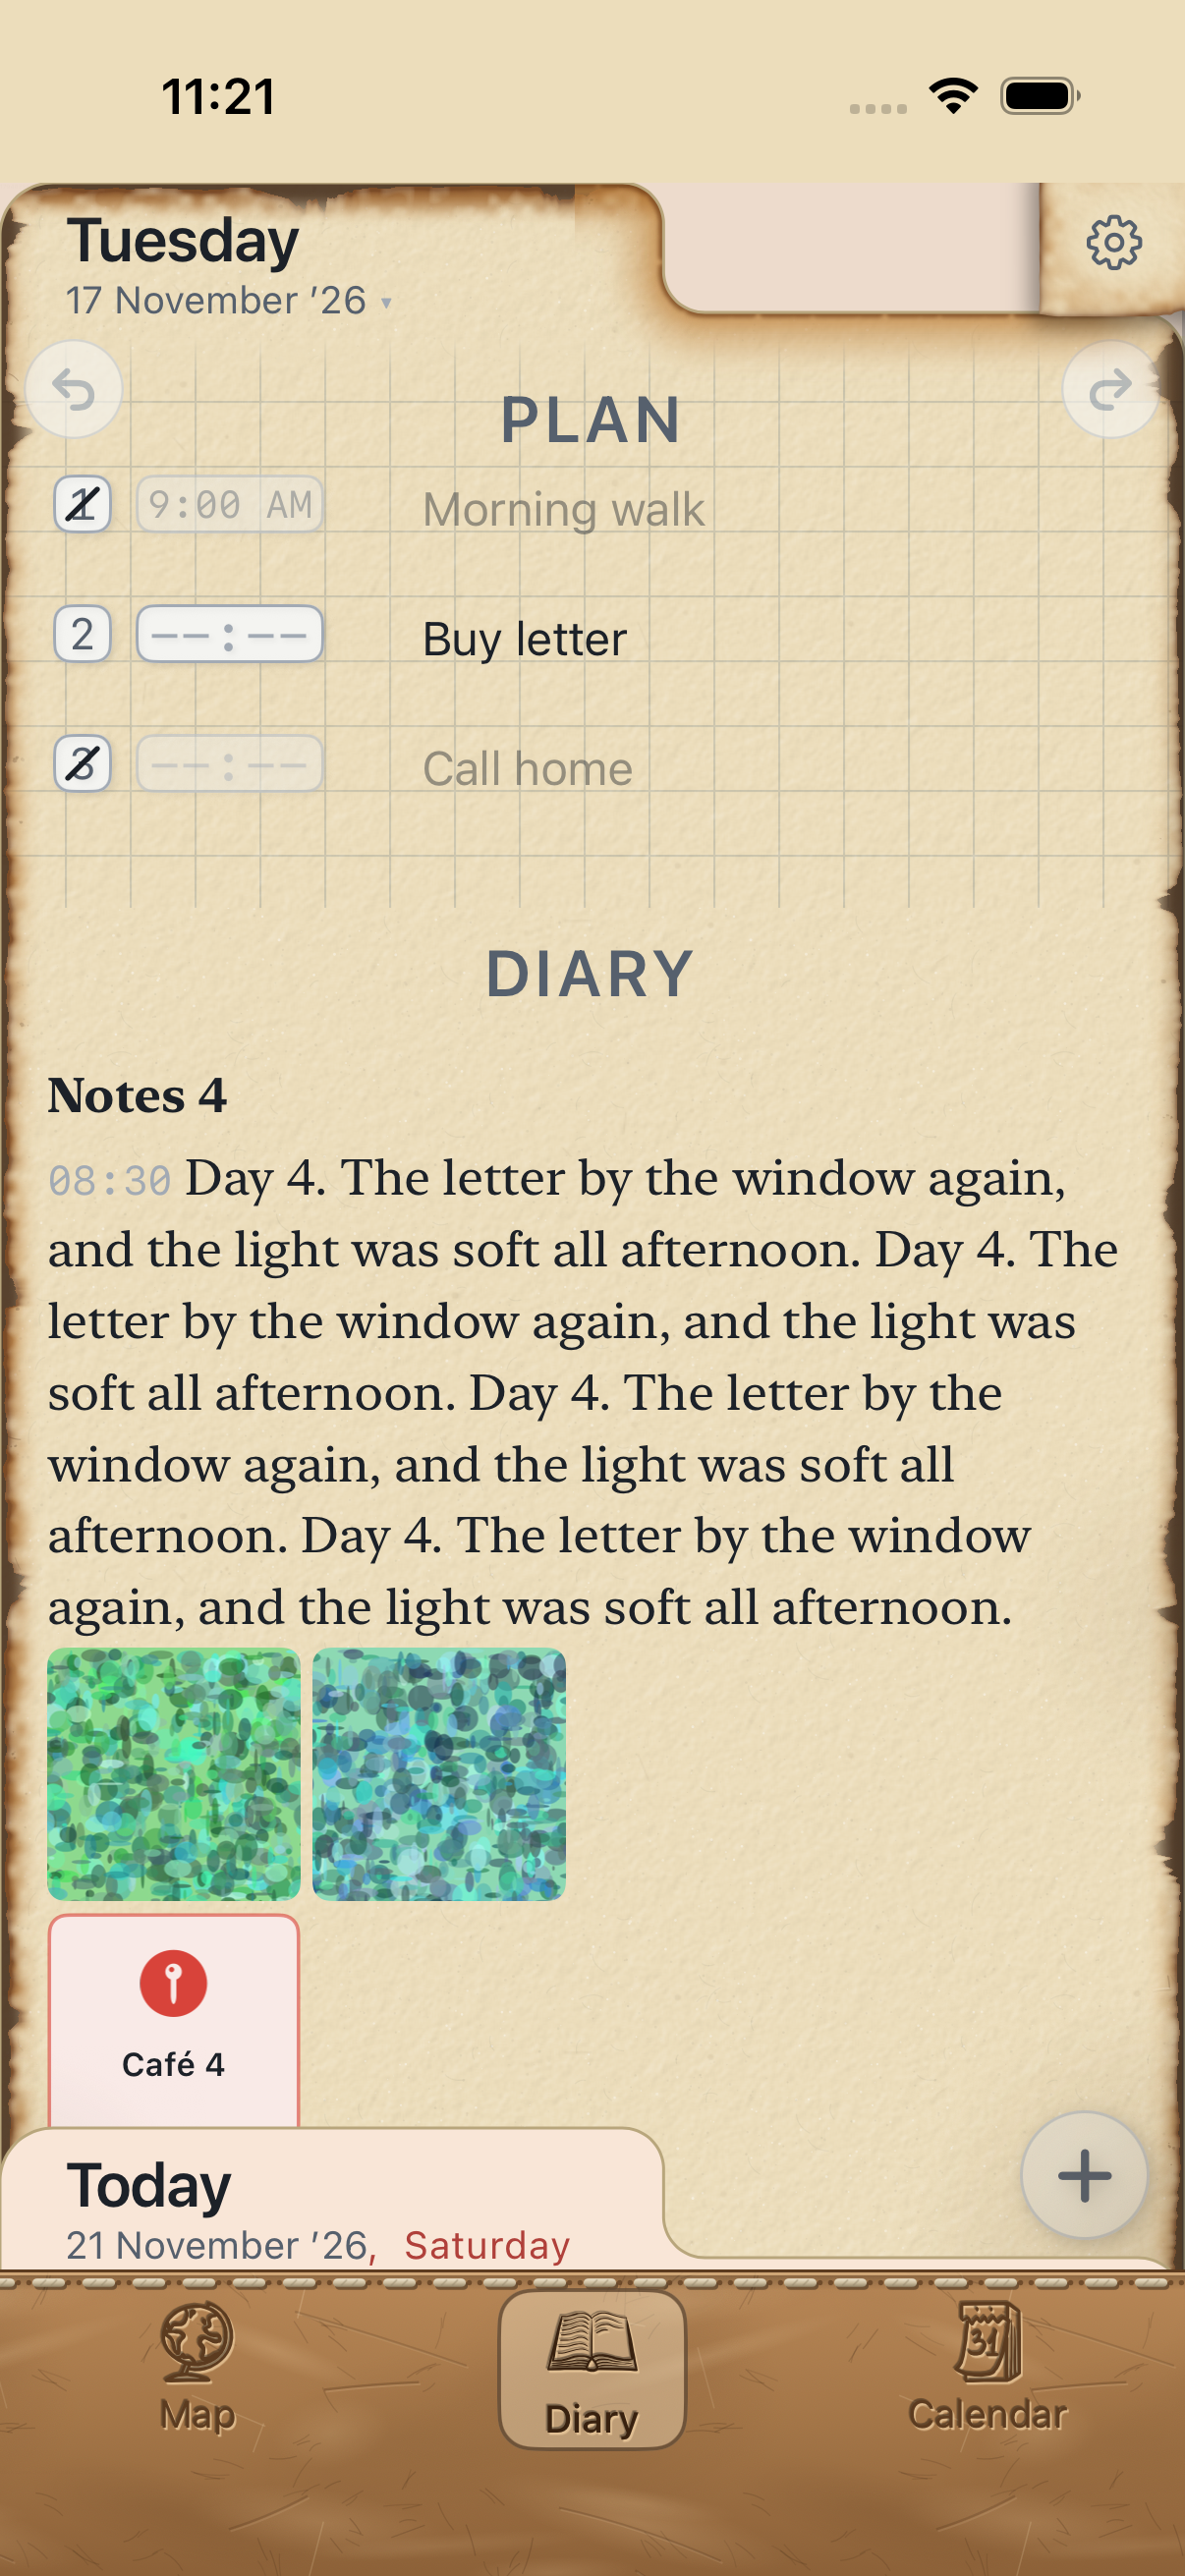 11:21
Tuesday
17 November ’26 ▾
PLAN
1 9:00 AM Morning walk
2 --:-- Buy letter
3 --:-- Call home
DIARY
Notes 4
08:30 Day 4. The letter by the window again,
and the light was soft all afternoon. Day 4. The
letter by the window again, and the light was
soft all afternoon. Day 4. The letter by the
window again, and the light was soft all
afternoon. Day 4. The letter by the window
again, and the light was soft all afternoon.
Café 4
Today
21 November ’26, Saturday
31
Map Diary Calendar